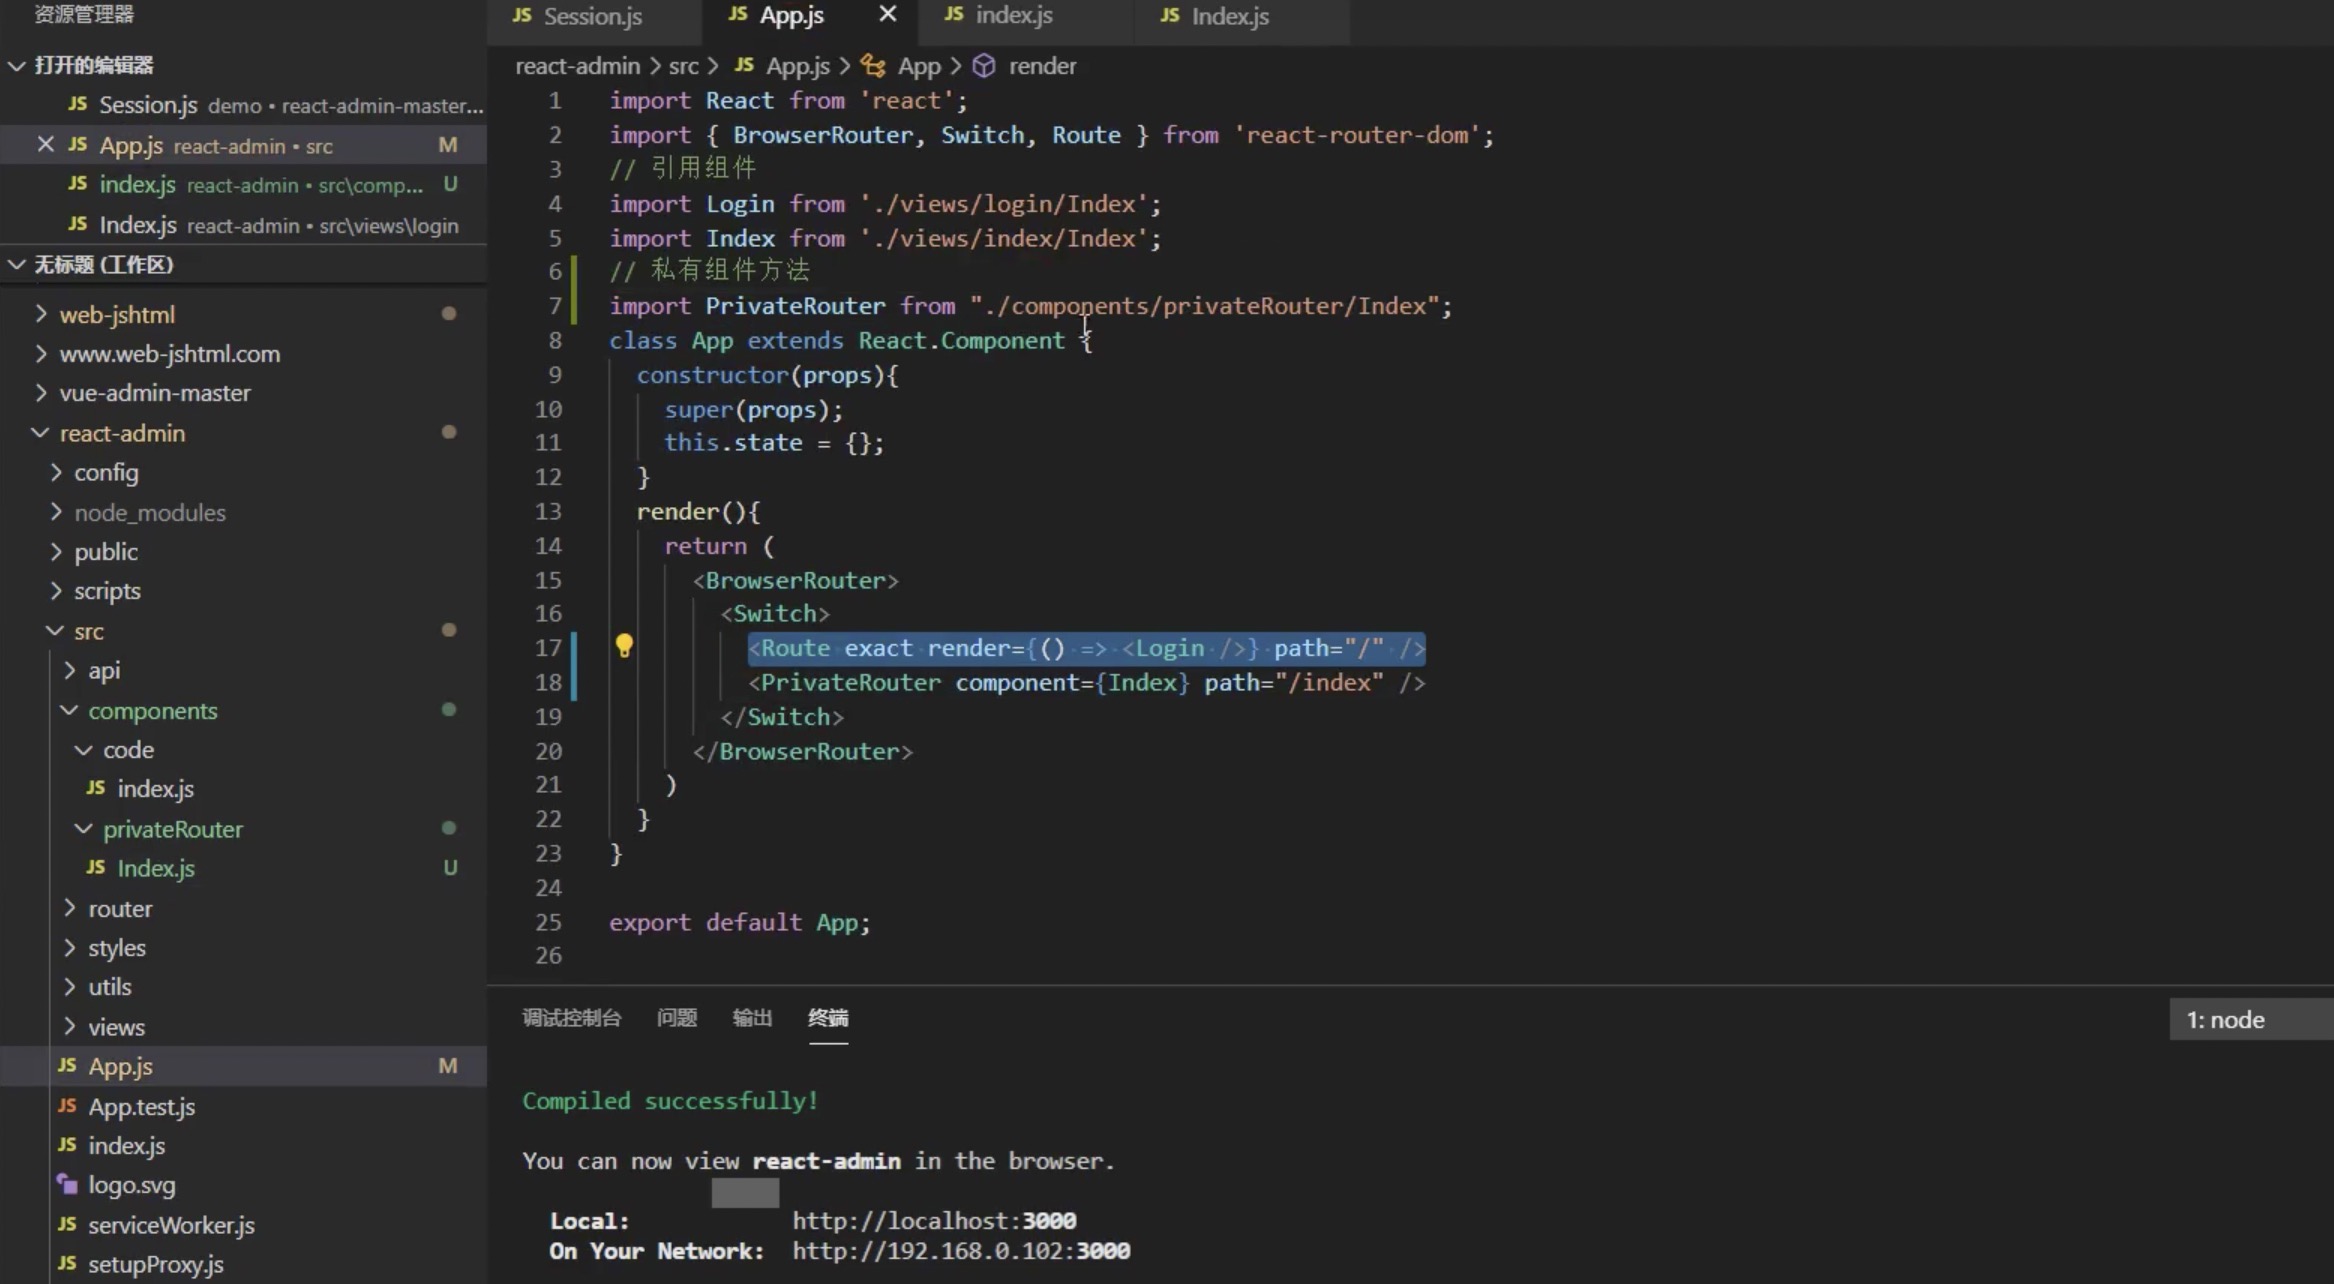 资源管理器
打开的编辑器
JS Session.js demo • react-admin-master...
JS App.js react-admin • src M
JS index.js react-admin • src\comp... U
JS Index.js react-admin • src\views\login
无标题 (工作区)
web-jshtml
www.web-jshtml.com
vue-admin-master
react-admin
config
node_modules
public
scripts
src
api
components
code
JS index.js
privateRouter
JS Index.js U
router
styles
utils
views
JS App.js M
JS App.test.js
JS index.js
logo.svg
JS serviceWorker.js
JS setupProxy.js
JS Session.js
JS App.js
JS index.js
JS Index.js
react-admin > src > JS App.js > App > render
1 import React from 'react';
2 import { BrowserRouter, Switch, Route } from 'react-router-dom';
3 // 引用组件
4 import Login from './views/login/Index';
5 import Index from './views/index/Index';
6 // 私有组件方法
7 import PrivateRouter from "./components/privateRouter/Index";
8 class App extends React.Component {
9 constructor(props){
10 super(props);
11 this.state = {};
12 }
13 render(){
14 return (
15 <BrowserRouter>
16 <Switch>
17 <Route exact render={() => <Login />} path="/" />
18 <PrivateRouter component={Index} path="/index" />
19 </Switch>
20 </BrowserRouter>
21 )
22 }
23 }
24
25 export default App;
26
调试控制台 问题 输出 终端
1: node
Compiled successfully!
You can now view react-admin in the browser.
Local: http://localhost:3000
On Your Network: http://192.168.0.102:3000